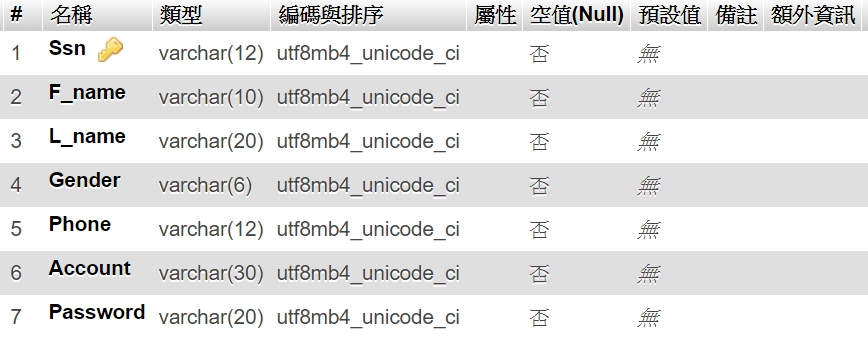 # 名稱 類型 編碼與排序 屬性 空值(Null) 預設值 備註 額外資訊
1 Ssn varchar(12) utf8mb4_unicode_ci 否 無
2 F_name varchar(10) utf8mb4_unicode_ci 否 無
3 L_name varchar(20) utf8mb4_unicode_ci 否 無
4 Gender varchar(6) utf8mb4_unicode_ci 否 無
5 Phone varchar(12) utf8mb4_unicode_ci 否 無
6 Account varchar(30) utf8mb4_unicode_ci 否 無
7 Password varchar(20) utf8mb4_unicode_ci 否 無